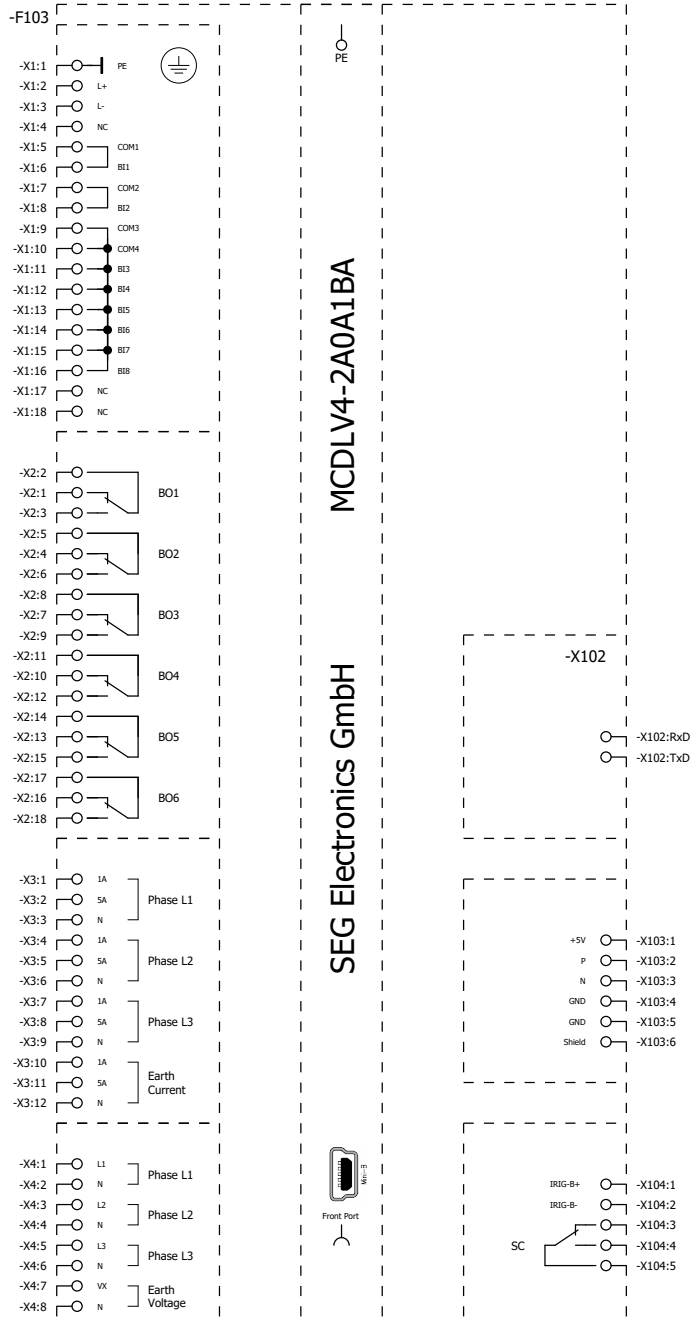 -F103
PE
-X1:1 PE
-X1:2 L+
-X1:3 L-
-X1:4 NC
-X1:5 COM1
-X1:6 BI1
-X1:7 COM2
-X1:8 BI2
-X1:9 COM3
-X1:10 COM4
-X1:11 BI3
-X1:12 BI4
-X1:13 BI5
-X1:14 BI6
-X1:15 BI7
-X1:16 BI8
-X1:17 NC
-X1:18 NC
-X2:2
-X2:1 BO1
-X2:3
-X2:5
-X2:4 BO2
-X2:6
-X2:8
-X2:7 BO3
-X2:9
-X2:11
-X2:10 BO4
-X2:12
-X2:14
-X2:13 BO5
-X2:15
-X2:17
-X2:16 BO6
-X2:18
-X3:1 1A
-X3:2 5A Phase L1
-X3:3 N
-X3:4 1A
-X3:5 5A Phase L2
-X3:6 N
-X3:7 1A
-X3:8 5A Phase L3
-X3:9 N
-X3:10 1A
-X3:11 5A Earth Current
-X3:12 N
-X4:1 L1 Phase L1
-X4:2 N
-X4:3 L2 Phase L2
-X4:4 N
-X4:5 L3 Phase L3
-X4:6 N
-X4:7 VX Earth
-X4:8 N Voltage
MCDLV4-2A0A1BA
SEG Electronics GmbH
Mini-B
Front Port
-X102
-X102:RxD
-X102:TxD
+5V -X103:1
P -X103:2
N -X103:3
GND -X103:4
GND -X103:5
Shield -X103:6
IRIG-B+ -X104:1
IRIG-B- -X104:2
-X104:3
SC -X104:4
-X104:5